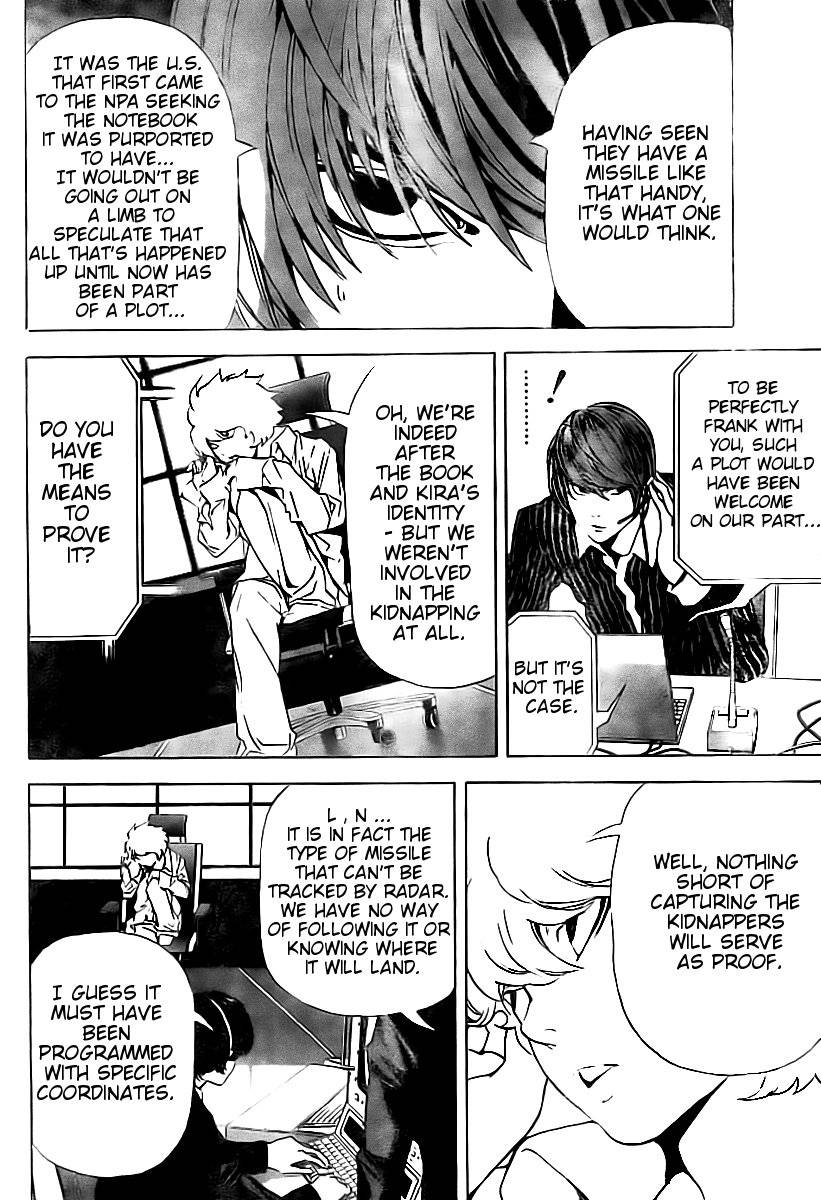 HAVING SEEN
THEY HAVE A
MISSILE LIKE
THAT HANDY,
IT'S WHAT ONE
WOULD THINK.
IT WAS THE U.S.
THAT FIRST CAME
TO THE NPA SEEKING
THE NOTEBOOK
IT WAS PURPORTED
TO HAVE...
IT WOULDN'T BE
GOING OUT ON
A LIMB TO
SPECULATE THAT
ALL THAT'S HAPPENED
UP UNTIL NOW HAS
BEEN PART
OF A PLOT...
!
TO BE
PERFECTLY
FRANK WITH
YOU, SUCH
A PLOT WOULD
HAVE BEEN
WELCOME
ON OUR PART...
BUT IT'S
NOT THE
CASE.
OH, WE'RE
INDEED
AFTER
THE BOOK
AND KIRA'S
IDENTITY
- BUT WE
WEREN'T
INVOLVED
IN THE
KIDNAPPING
AT ALL.
DO YOU
HAVE
THE
MEANS
TO
PROVE
IT?
WELL, NOTHING
SHORT OF
CAPTURING THE
KIDNAPPERS
WILL SERVE
AS PROOF.
L , N ...
IT IS IN FACT THE
TYPE OF MISSILE
THAT CAN'T BE
TRACKED BY RADAR.
WE HAVE NO WAY
OF FOLLOWING IT OR
KNOWING WHERE
IT WILL LAND.
I GUESS IT
MUST HAVE
BEEN
PROGRAMMED
WITH SPECIFIC
COORDINATES.